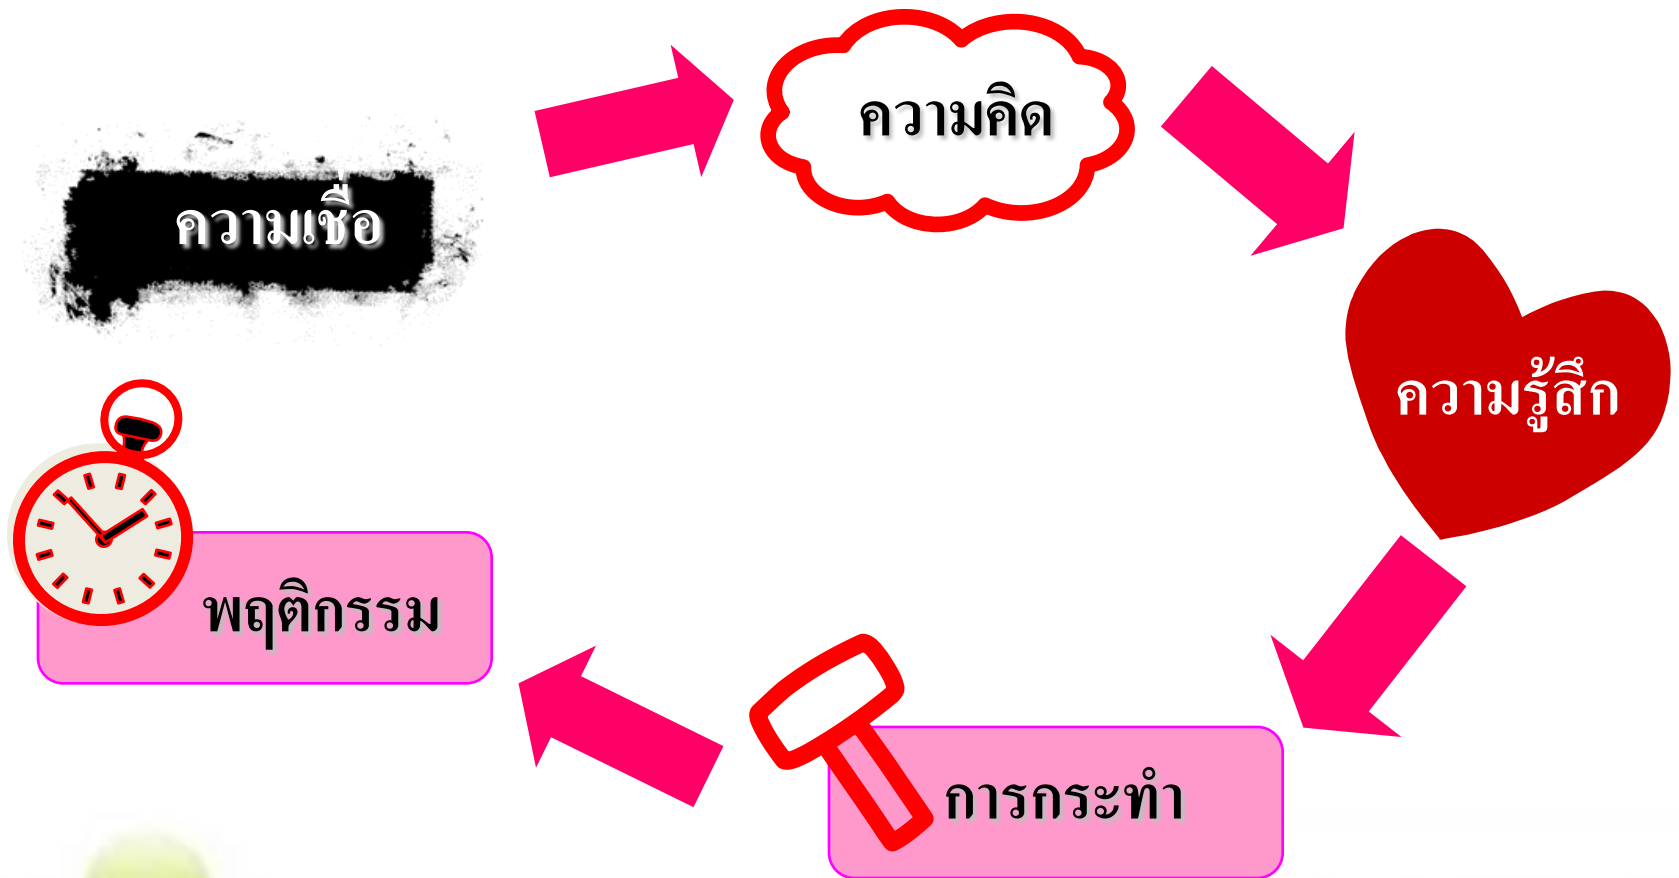 ความคิด
ความเชื่อ
ความรู้สึก
พฤติกรรม
การกระทำ